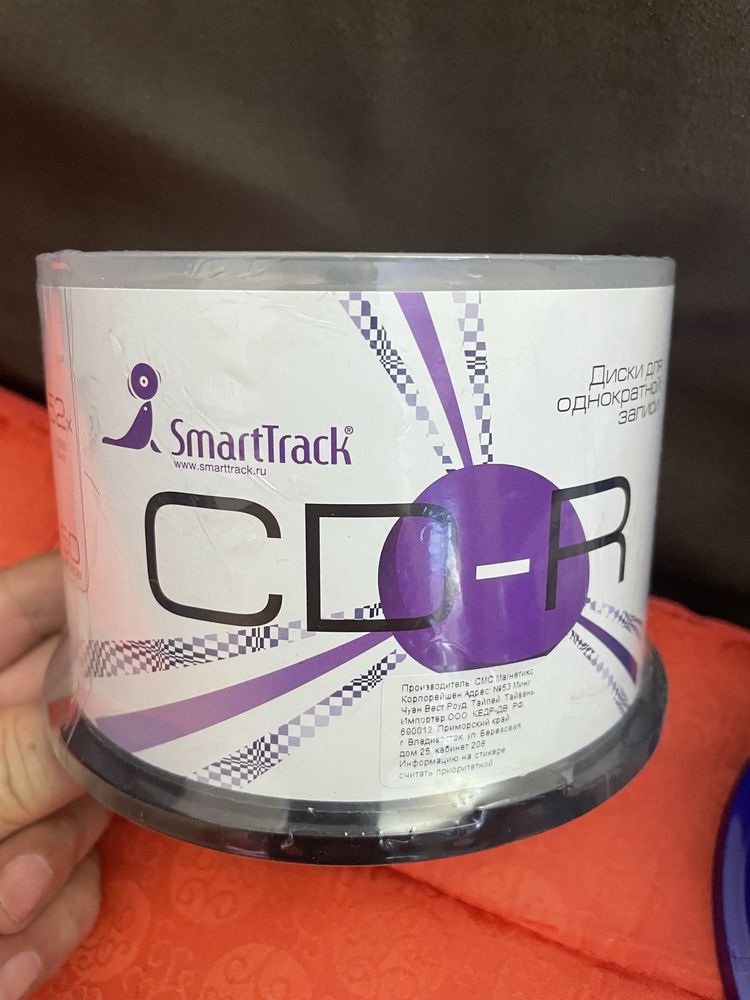 52x
SmartTrack®
www.smarttrack.ru
Диски для
однократной
записи
CD-R
50
Производитель: СМС Магнетикс
Корпорейшен Адрес: №53 Минг
Чуан Вест Роуд, Тайпей, Тайвань
Импортер:ООО "КЕДР-ДВ" РФ,
690012, Приморский край,
г. Владивосток, ул. Березовая,
дом 25, кабинет 208
Информацию на стикере
считать приоритетной